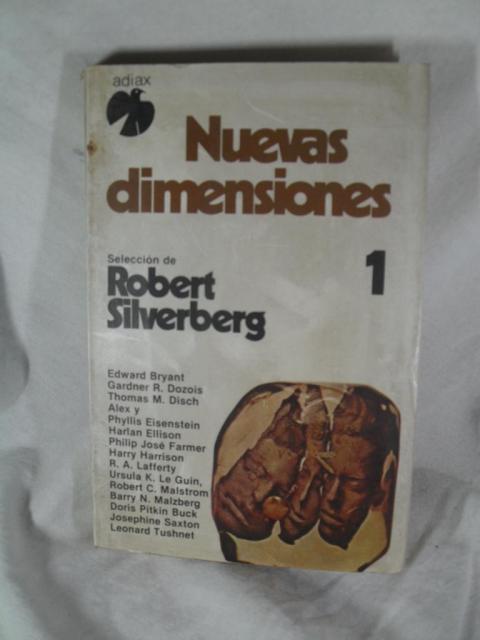 adiax
Nuevas
dimensiones
1
Selección de
Robert
Silverberg
Edward Bryant
Gardner R. Dozois
Thomas M. Disch
Alex y
Phyllis Eisenstein
Harlan Ellison
Philip José Farmer
Harry Harrison
R. A. Lafferty
Ursula K. Le Guin,
Robert C. Malstrom
Barry N. Malzberg
Doris Pitkin Buck
Josephine Saxton
Leonard Tushnet